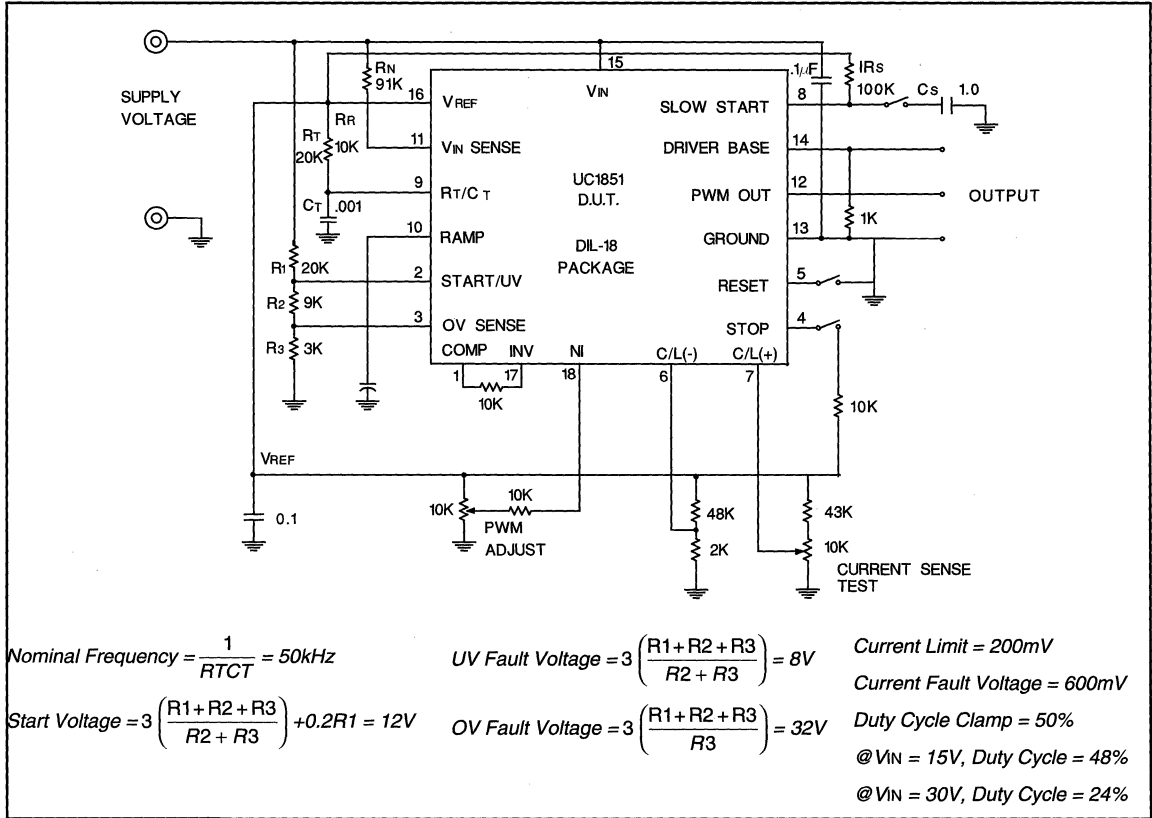 SUPPLY
VOLTAGE
RN
91K
15
VIN
.1µF
IRS
100K
16
VREF
8
SLOW START
CS
1.0
RT
20K
RR
10K
11
VIN SENSE
14
DRIVER BASE
9
RT/CT
UC1851
D.U.T.
12
PWM OUT
OUTPUT
CT
.001
1K
10
RAMP
13
GROUND
DIL-18
PACKAGE
R1
20K
2
START/UV
5
RESET
R2
9K
3
OV SENSE
4
STOP
R3
3K
COMP
INV
NI
C/L(-)
C/L(+)
1
17
18
6
7
10K
10K
VREF
0.1
10K
10K
PWM
ADJUST
48K
2K
43K
10K
CURRENT SENSE
TEST
Nominal Frequency = 1 / RTCT = 50kHz
UV Fault Voltage = 3 (R1+R2+R3 / R2+R3) = 8V
Current Limit = 200mV
Current Fault Voltage = 600mV
Start Voltage = 3 (R1+R2+R3 / R2+R3) +0.2R1 = 12V
OV Fault Voltage = 3 (R1+R2+R3 / R3) = 32V
Duty Cycle Clamp = 50%
@VIN = 15V, Duty Cycle = 48%
@VIN = 30V, Duty Cycle = 24%